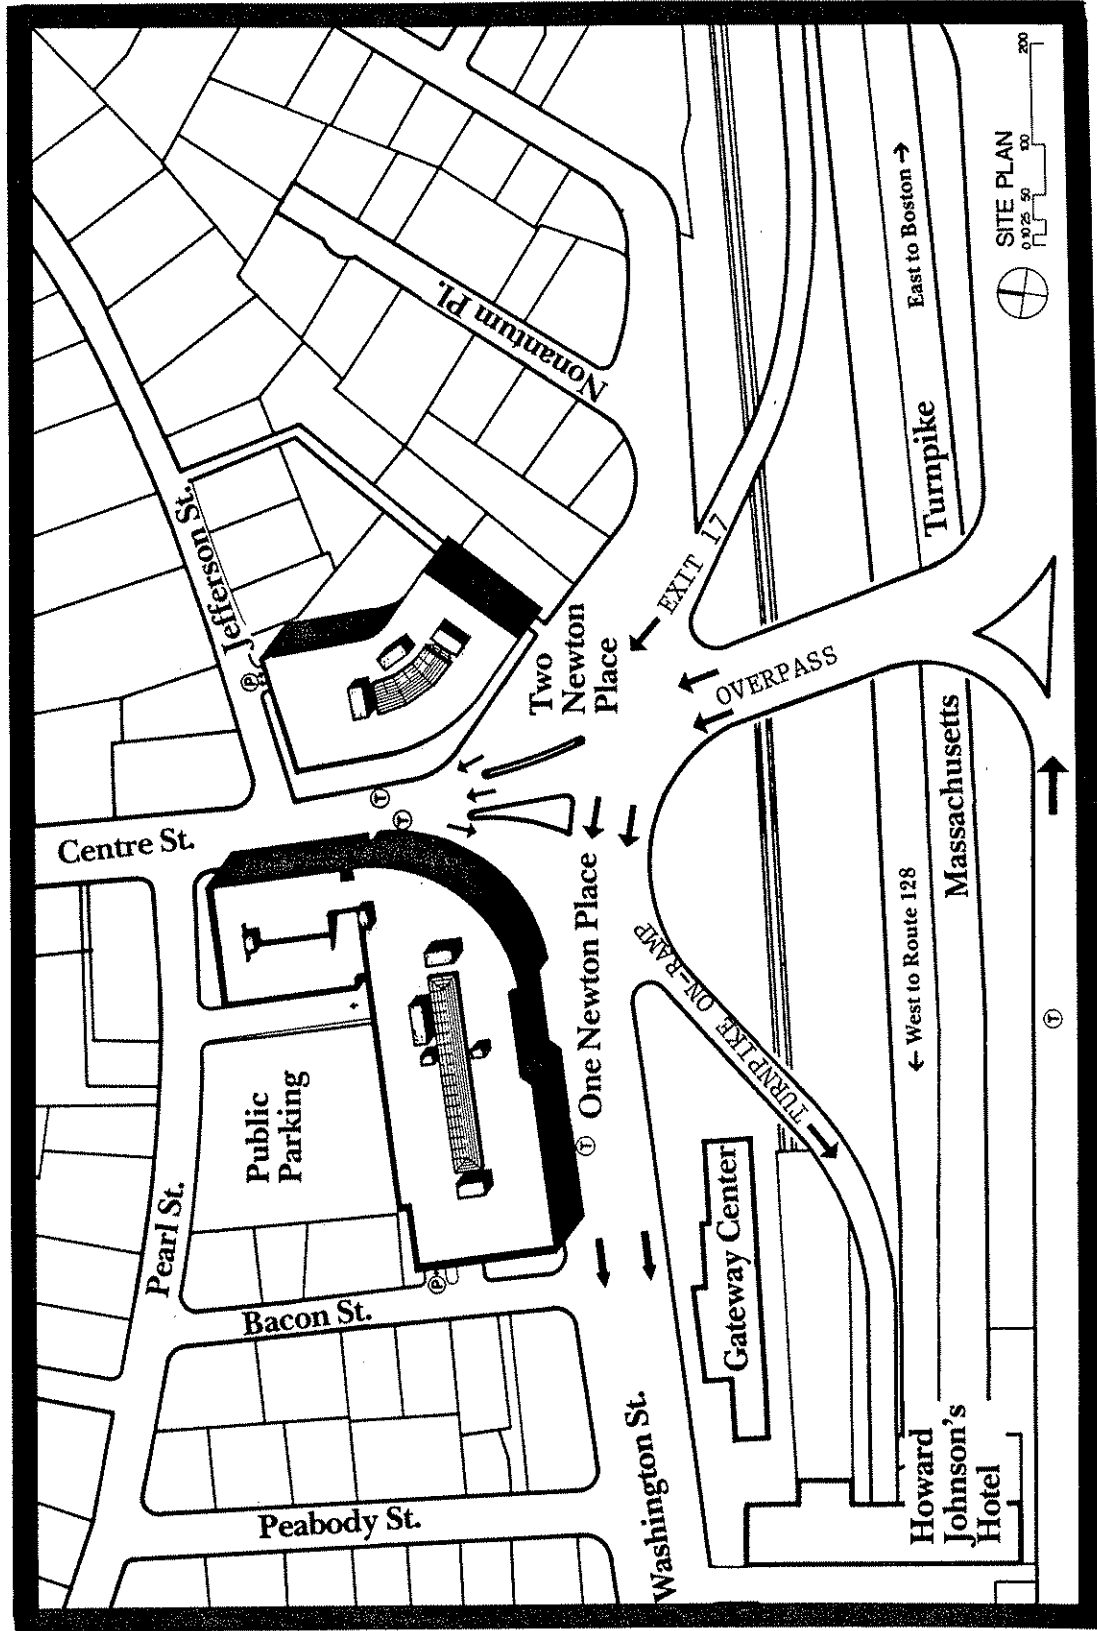 Jefferson St.
Nonantum Pl.
Centre St.
Pearl St.
Public
Parking
Bacon St.
Peabody St.
Washington St.
One Newton Place
Two
Newton
Place
EXIT 17
OVERPASS
TURNPIKE ON-RAMP
Gateway Center
Howard
Johnson's
Hotel
← West to Route 128
East to Boston →
Massachusetts
Turnpike
SITE PLAN
0 10 25 50 100 200
P
P
T
T
T
T